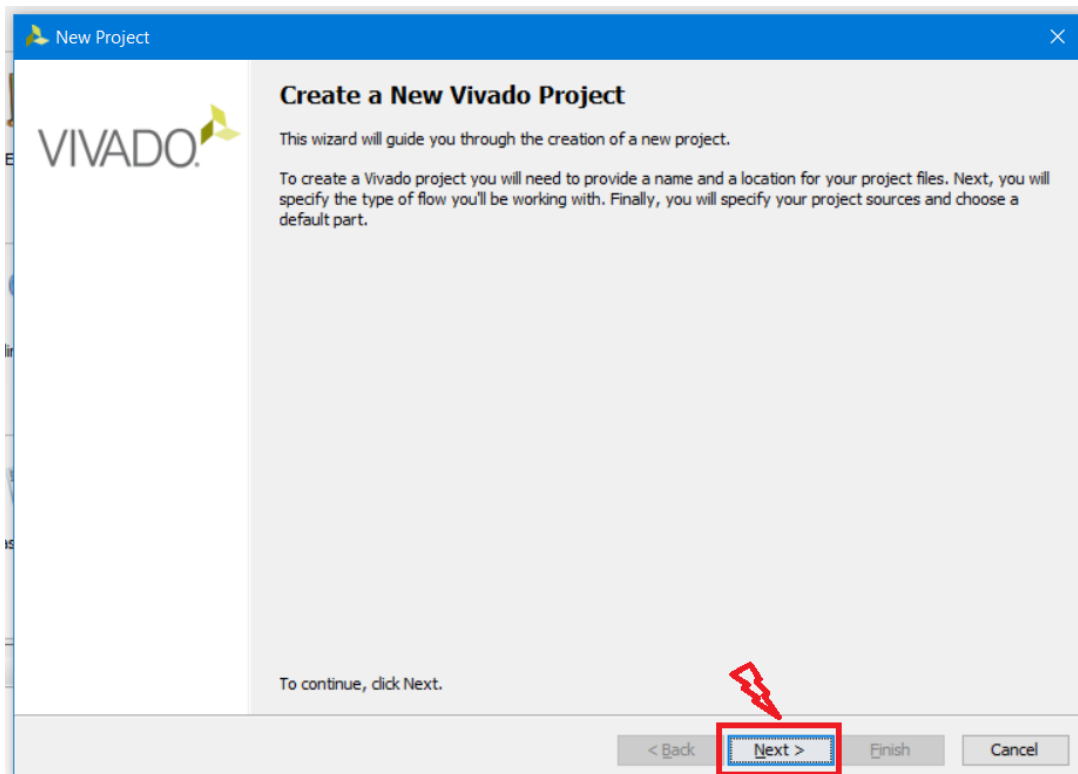 New Project
VIVADO.
Create a New Vivado Project
This wizard will guide you through the creation of a new project.
To create a Vivado project you will need to provide a name and a location for your project files. Next, you will
specify the type of flow you'll be working with. Finally, you will specify your project sources and choose a
default part.
To continue, click Next.
< Back Next > Finish Cancel